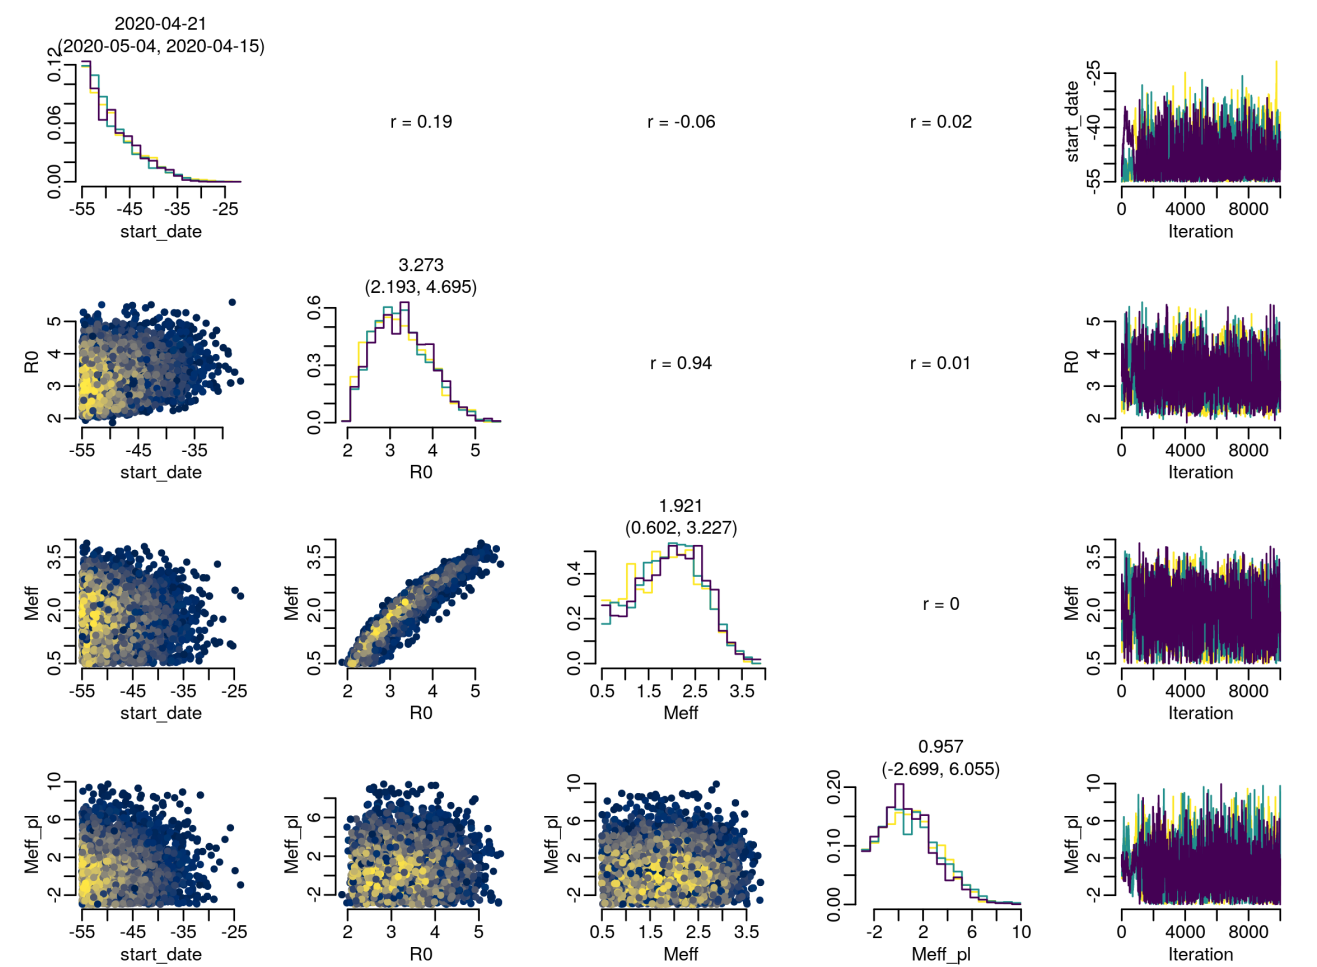 2020-04-21
(2020-05-04, 2020-04-15)
0.00 0.06 0.12
-55 -45 -35 -25
start_date
r = 0.19
r = -0.06
r = 0.02
start_date
-55 -40 -25
0 4000 8000
Iteration
R0
2 3 4 5
-55 -45 -35
start_date
3.273
(2.193, 4.695)
0.0 0.3 0.6
2 3 4 5
R0
r = 0.94
r = 0.01
R0
2 3 4 5
0 4000 8000
Iteration
Meff
0.5 2.0 3.5
-55 -45 -35 -25
start_date
Meff
0.5 2.0 3.5
2 3 4 5
R0
1.921
(0.602, 3.227)
0.0 0.2 0.4
0.5 1.5 2.5 3.5
Meff
r = 0
Meff
0.5 2.0 3.5
0 4000 8000
Iteration
Meff_pl
-2 2 6 10
-55 -45 -35 -25
start_date
Meff_pl
-2 2 6
2 3 4 5
R0
Meff_pl
-2 2 6 10
0.5 1.5 2.5 3.5
Meff
0.957
(-2.699, 6.055)
0.00 0.10 0.20
-2 2 6 10
Meff_pl
Meff_pl
-2 2 6 10
0 4000 8000
Iteration